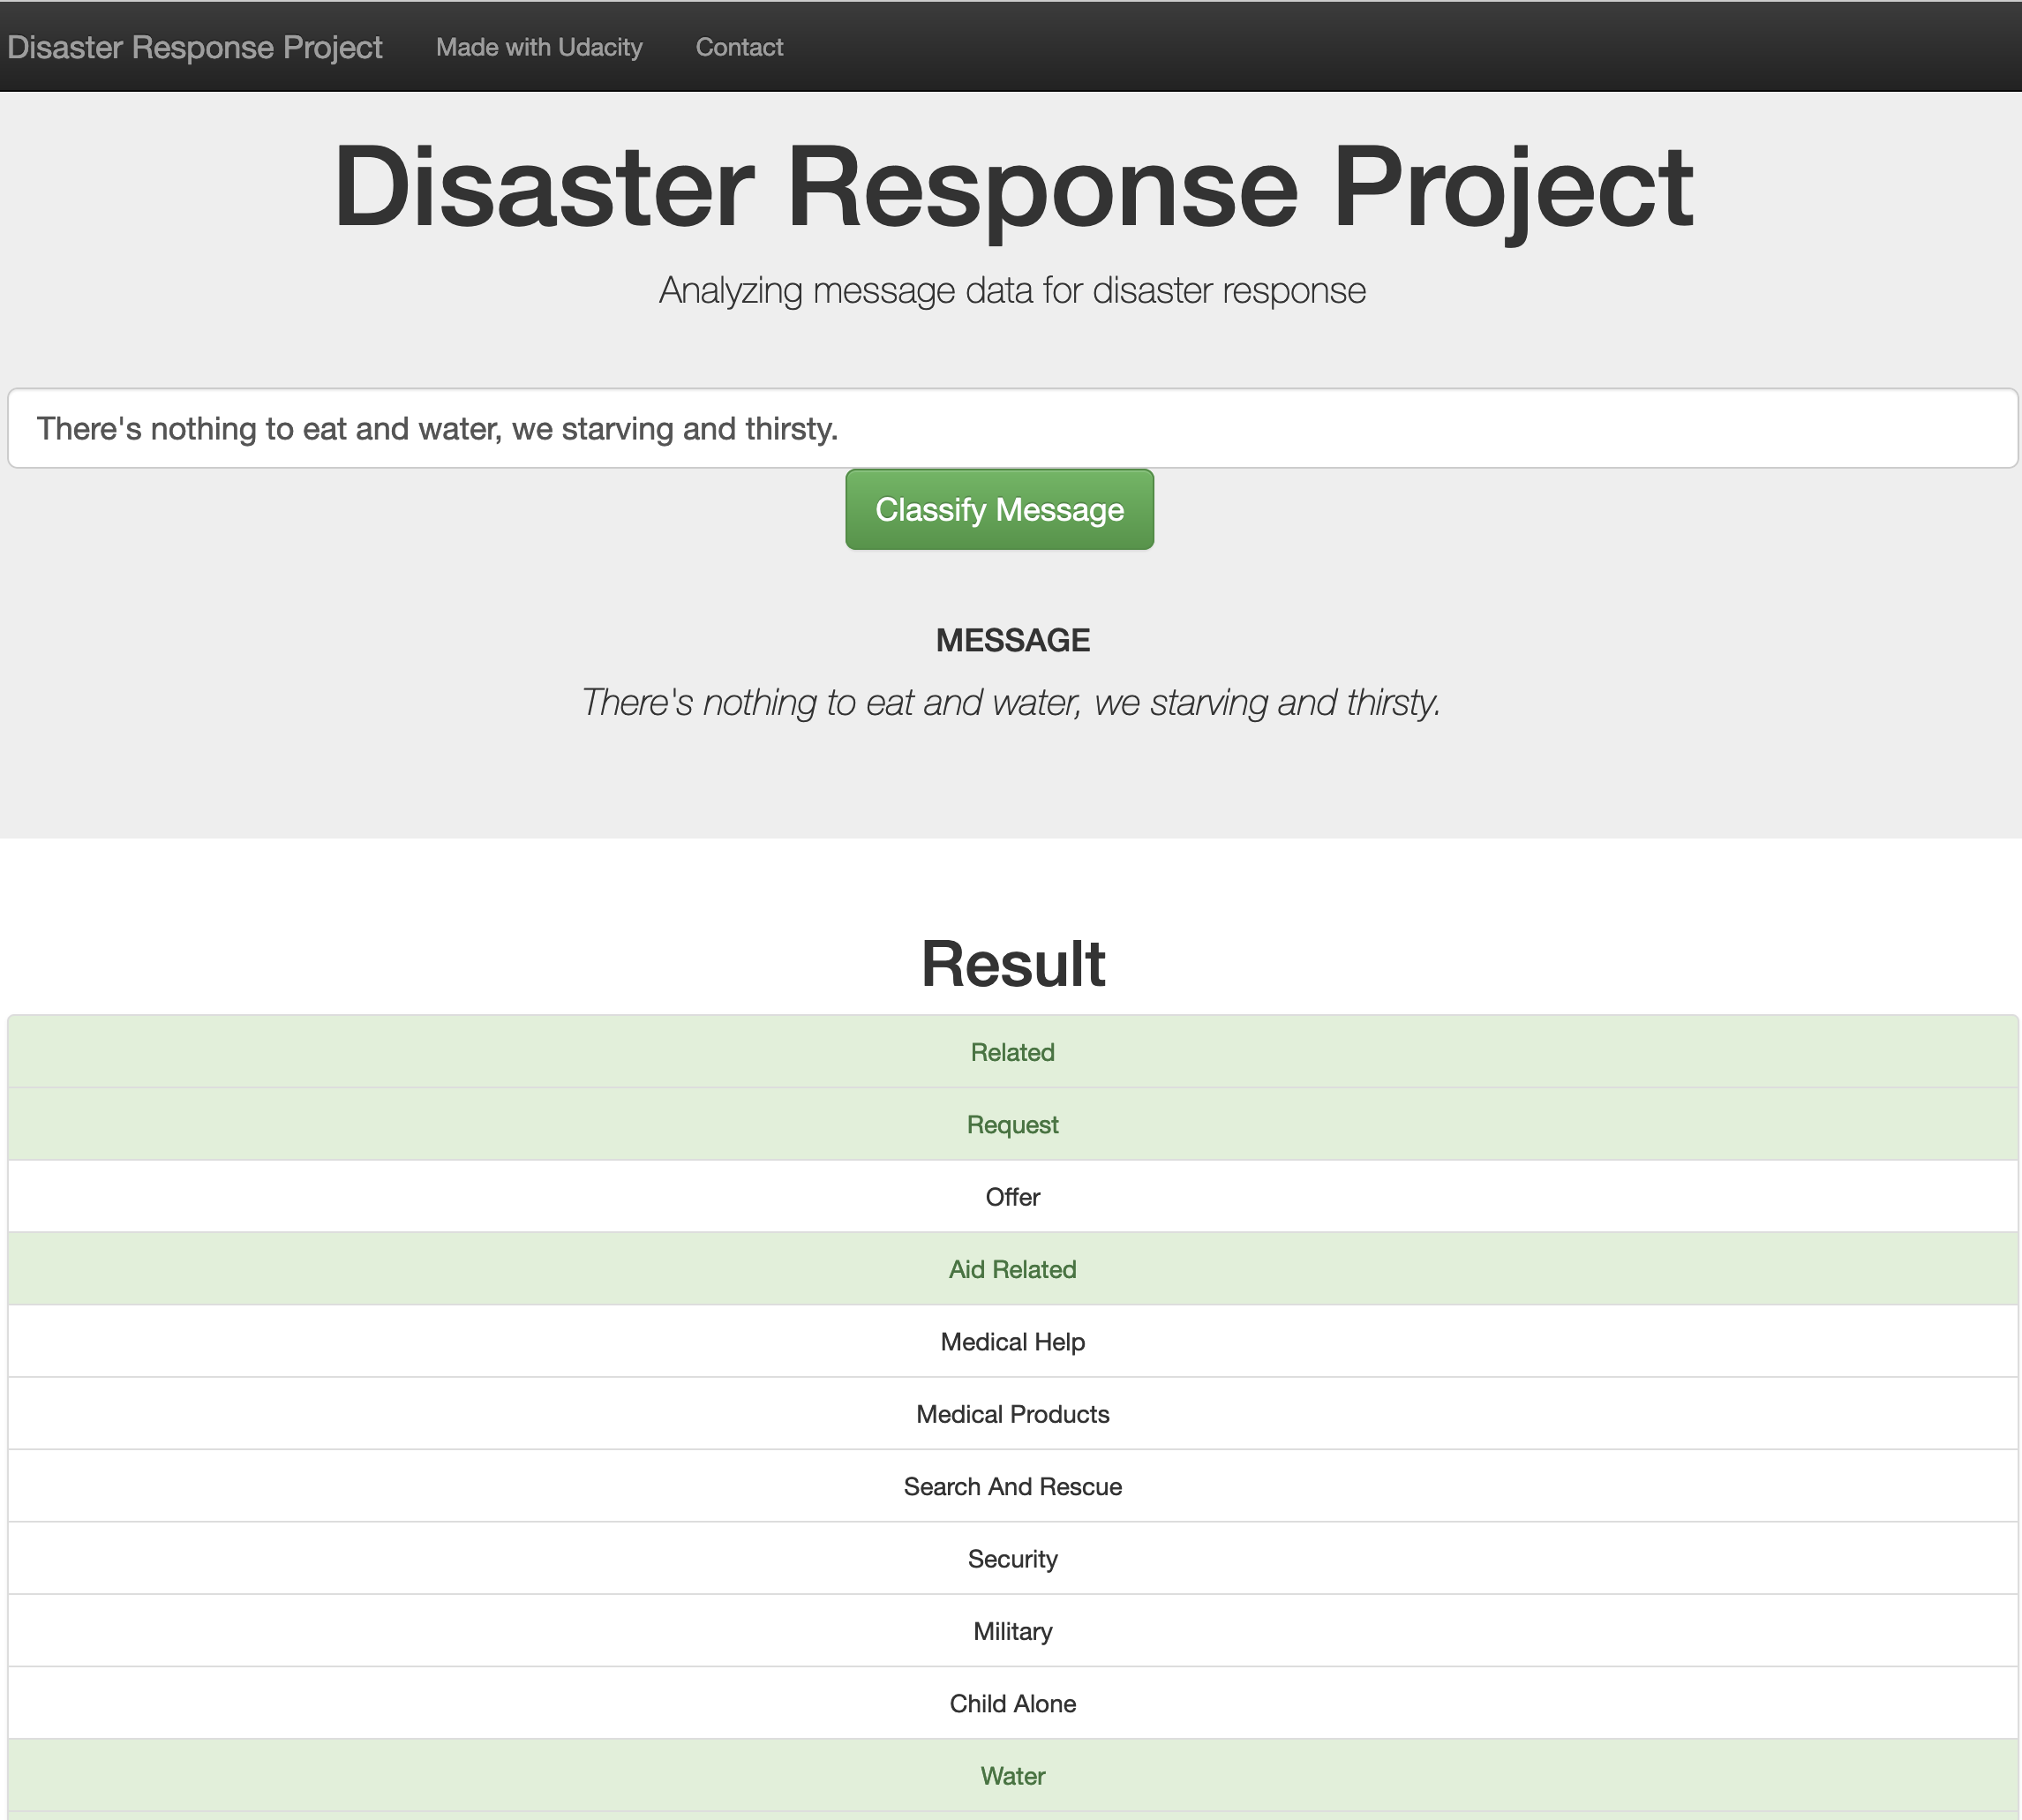 Disaster Response Project Made with Udacity Contact
Disaster Response Project
Analyzing message data for disaster response
There's nothing to eat and water, we starving and thirsty.
Classify Message
MESSAGE
There's nothing to eat and water, we starving and thirsty.
Result
Related
Request
Offer
Aid Related
Medical Help
Medical Products
Search And Rescue
Security
Military
Child Alone
Water